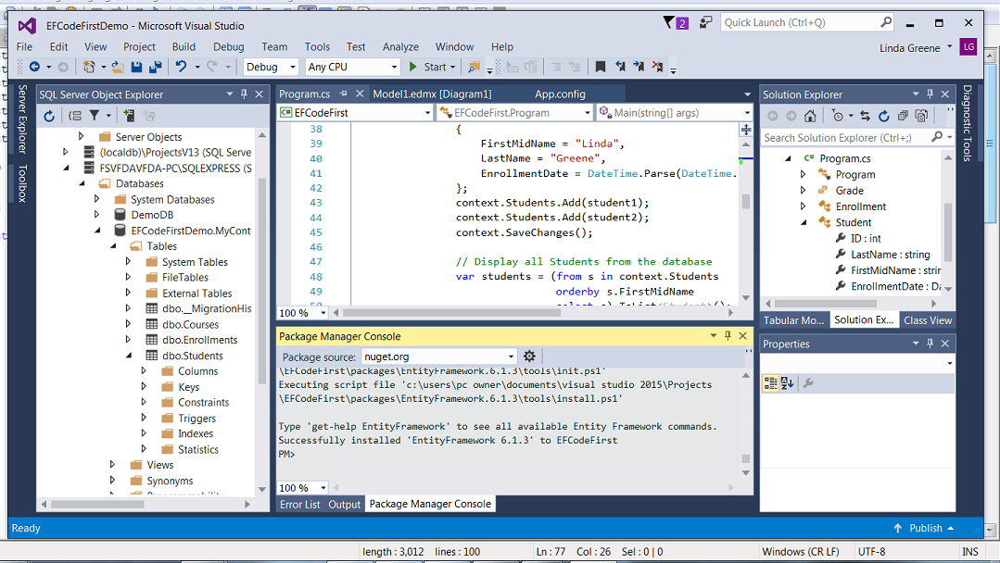 EFCodeFirstDemo - Microsoft Visual Studio
2
Quick Launch (Ctrl+Q)
File Edit View Project Build Debug Team Tools Test Analyze Window Help
Linda Greene LG
Debug Any CPU Start
Server Explorer
Toolbox
SQL Server Object Explorer
Server Objects
(localdb)\ProjectsV13 (SQL Serve
FSVFDAVFDA-PC\SQLEXPRESS (S
Databases
System Databases
DemoDB
EFCodeFirstDemo.MyCont
Tables
System Tables
FileTables
External Tables
dbo.__MigrationHis
dbo.Courses
dbo.Enrollments
dbo.Students
Columns
Keys
Constraints
Triggers
Indexes
Statistics
Views
Synonyms
Program.cs Model1.edmx [Diagram1] App.config
EFCodeFirst EFCodeFirst.Program Main(string[] args)
38 {
39 FirstMidName = "Linda",
40 LastName = "Greene",
41 EnrollmentDate = DateTime.Parse(DateTime.
42 };
43 context.Students.Add(student1);
44 context.Students.Add(student2);
45 context.SaveChanges();
46
47 // Display all Students from the database
48 var students = (from s in context.Students
49 orderby s.FirstMidName
100 %
Package Manager Console
Package source: nuget.org
\EFCodeFirst\packages\EntityFramework.6.1.3\tools\init.ps1'
Executing script file 'c:\users\pc owner\documents\visual studio 2015\Projects
\EFCodeFirst\packages\EntityFramework.6.1.3\tools\install.ps1'
Type 'get-help EntityFramework' to see all available Entity Framework commands.
Successfully installed 'EntityFramework 6.1.3' to EFCodeFirst
PM>
100 %
Error List Output Package Manager Console
Solution Explorer
Search Solution Explorer (Ctrl+;)
Program.cs
Program
Grade
Enrollment
Student
ID : int
LastName : string
FirstMidName : strin
EnrollmentDate : Da
Tabular Mo... Solution Ex... Class View
Properties
Diagnostic Tools
Ready
Publish
length : 3,012 lines : 100 Ln : 77 Col : 26 Sel : 0 | 0 Windows (CR LF) UTF-8 INS